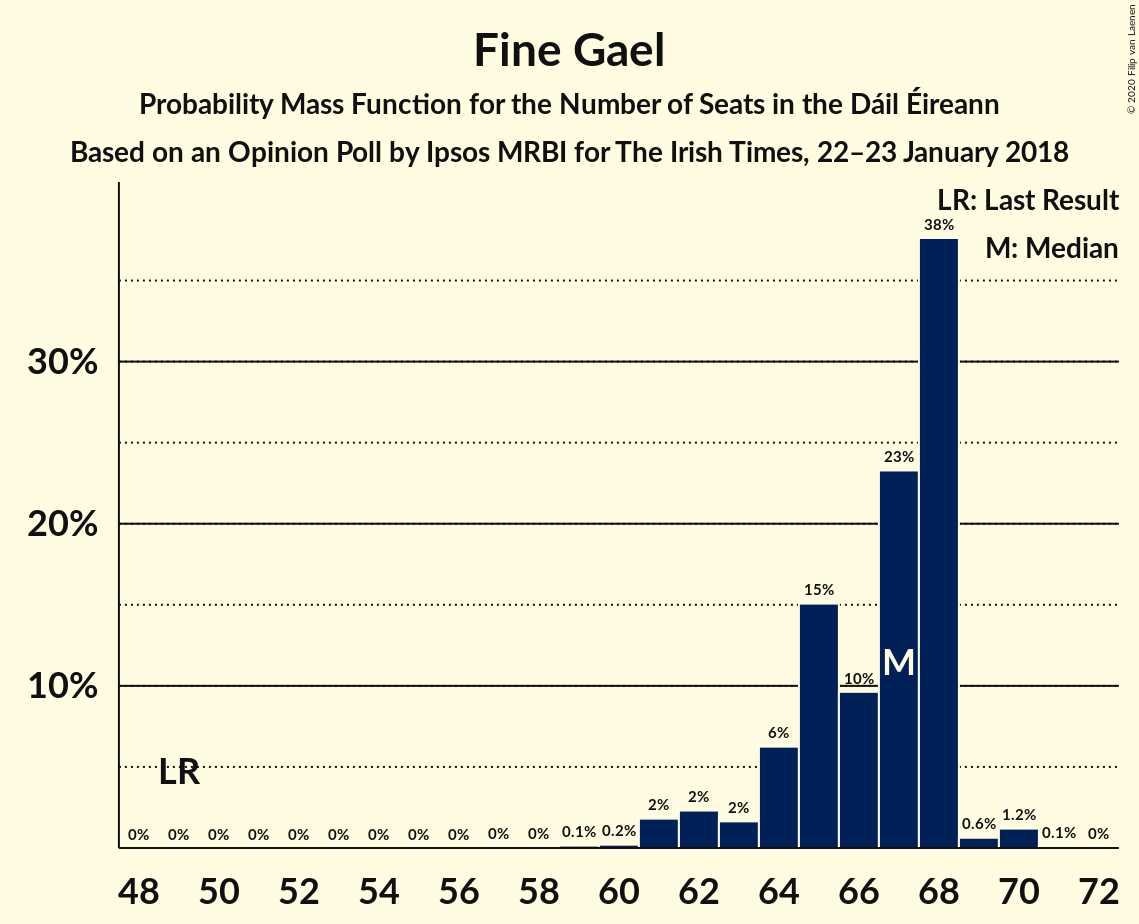 Fine Gael
Probability Mass Function for the Number of Seats in the Dáil Éireann
Based on an Opinion Poll by Ipsos MRBI for The Irish Times, 22–23 January 2018
© 2020 Filip van Laenen
LR: Last Result
M: Median
38%
30%
23%
20%
15%
M
10%
10%
6%
LR
2% 2% 2%
0% 0% 0% 0% 0% 0% 0% 0% 0% 0% 0% 0.1% 0.2% 0.6% 1.2% 0.1% 0%
48 50 52 54 56 58 60 62 64 66 68 70 72